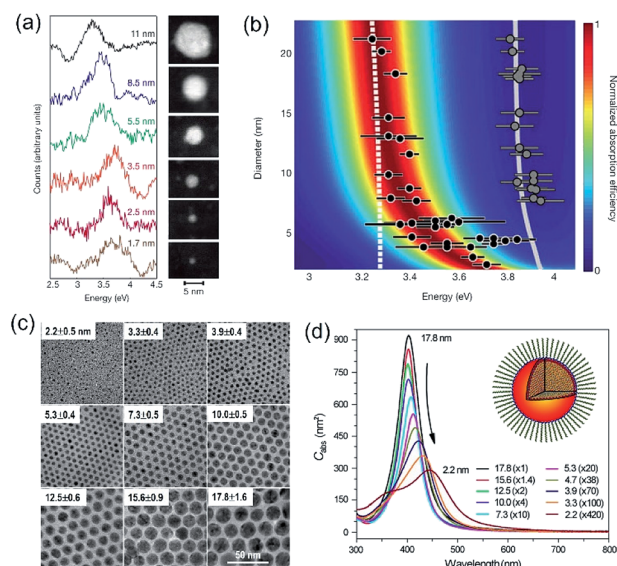 (a)
11 nm
8.5 nm
5.5 nm
3.5 nm
2.5 nm
1.7 nm
Counts (arbitrary units)
2.5 3.0 3.5 4.0 4.5
Energy (eV)
5 nm
(b)
20
15
10
5
Diameter (nm)
3 3.2 3.4 3.6 3.8 4
Energy (eV)
1
0
Normalized absorption efficiency
(c)
2.2±0.5 nm
3.3±0.4
3.9±0.4
5.3±0.4
7.3±0.5
10.0±0.5
12.5±0.6
15.6±0.9
17.8±1.6
50 nm
(d)
900
750
600
450
300
150
0
C abs (nm²)
17.8 nm
2.2 nm
17.8 (x1) 5.3 (x20)
15.6 (x1.4) 4.7 (x38)
12.5 (x2) 3.9 (x70)
10.0 (x4) 3.3 (x100)
7.3 (x10) 2.2 (x420)
300 400 500 600 700 800
Wavelength (nm)